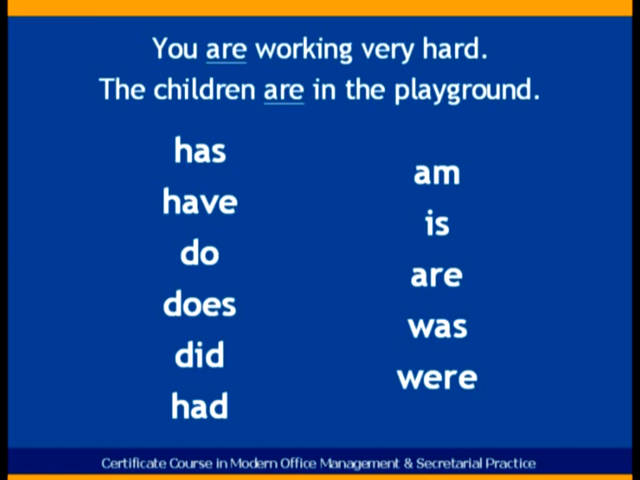 You are working very hard.
The children are in the playground.
has
have
do
does
did
had
am
is
are
was
were
Certificate Course in Modern Office Management & Secretarial Practice